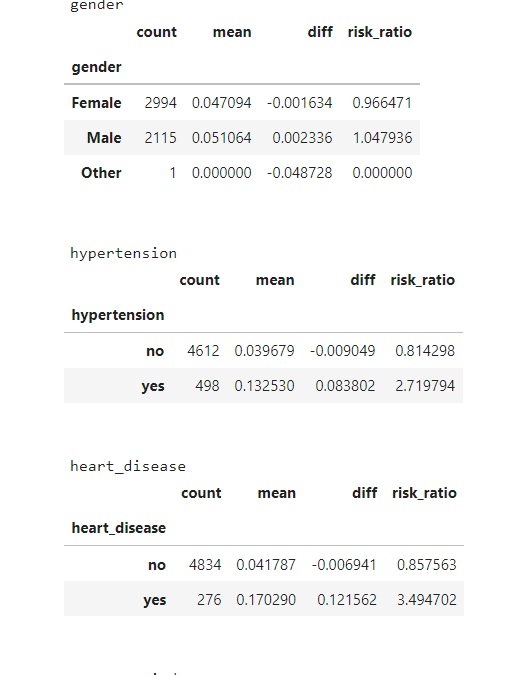 gender
count mean diff risk_ratio
gender
Female 2994 0.047094 -0.001634 0.966471
Male 2115 0.051064 0.002336 1.047936
Other 1 0.000000 -0.048728 0.000000
hypertension
count mean diff risk_ratio
hypertension
no 4612 0.039679 -0.009049 0.814298
yes 498 0.132530 0.083802 2.719794
heart_disease
count mean diff risk_ratio
heart_disease
no 4834 0.041787 -0.006941 0.857563
yes 276 0.170290 0.121562 3.494702